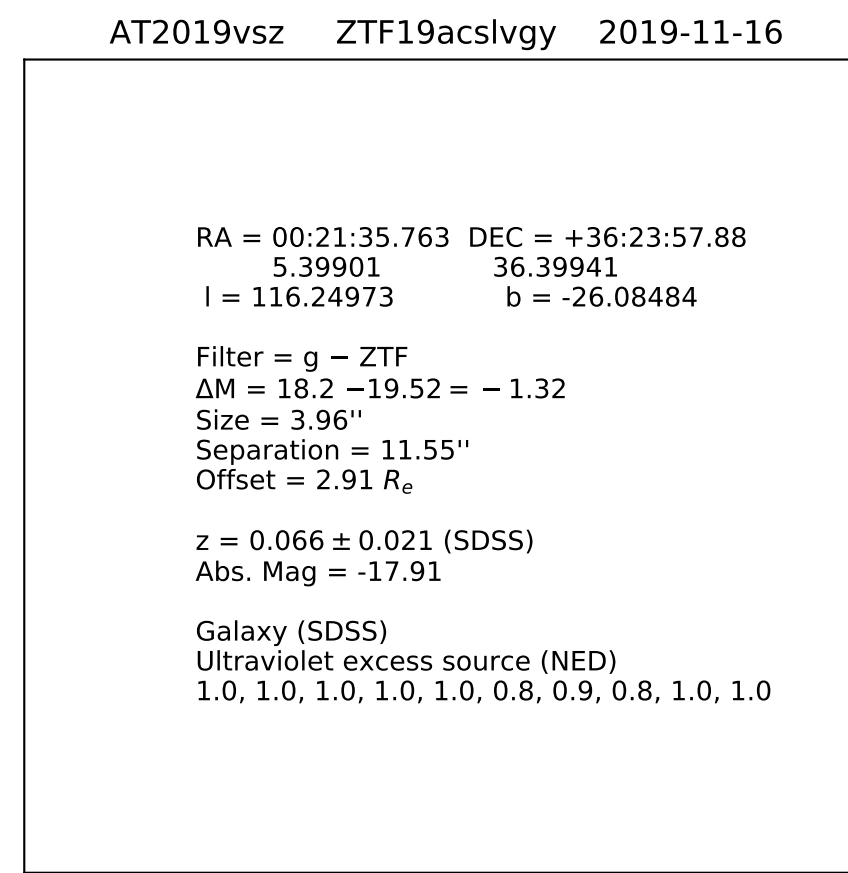 AT2019vsz ZTF19acslvgy 2019-11-16
RA = 00:21:35.763 DEC = +36:23:57.88
5.39901 36.39941
l = 116.24973 b = -26.08484
Filter = g − ZTF
ΔM = 18.2 −19.52 = − 1.32
Size = 3.96''
Separation = 11.55''
Offset = 2.91 Re
z = 0.066 ± 0.021 (SDSS)
Abs. Mag = -17.91
Galaxy (SDSS)
Ultraviolet excess source (NED)
1.0, 1.0, 1.0, 1.0, 1.0, 0.8, 0.9, 0.8, 1.0, 1.0